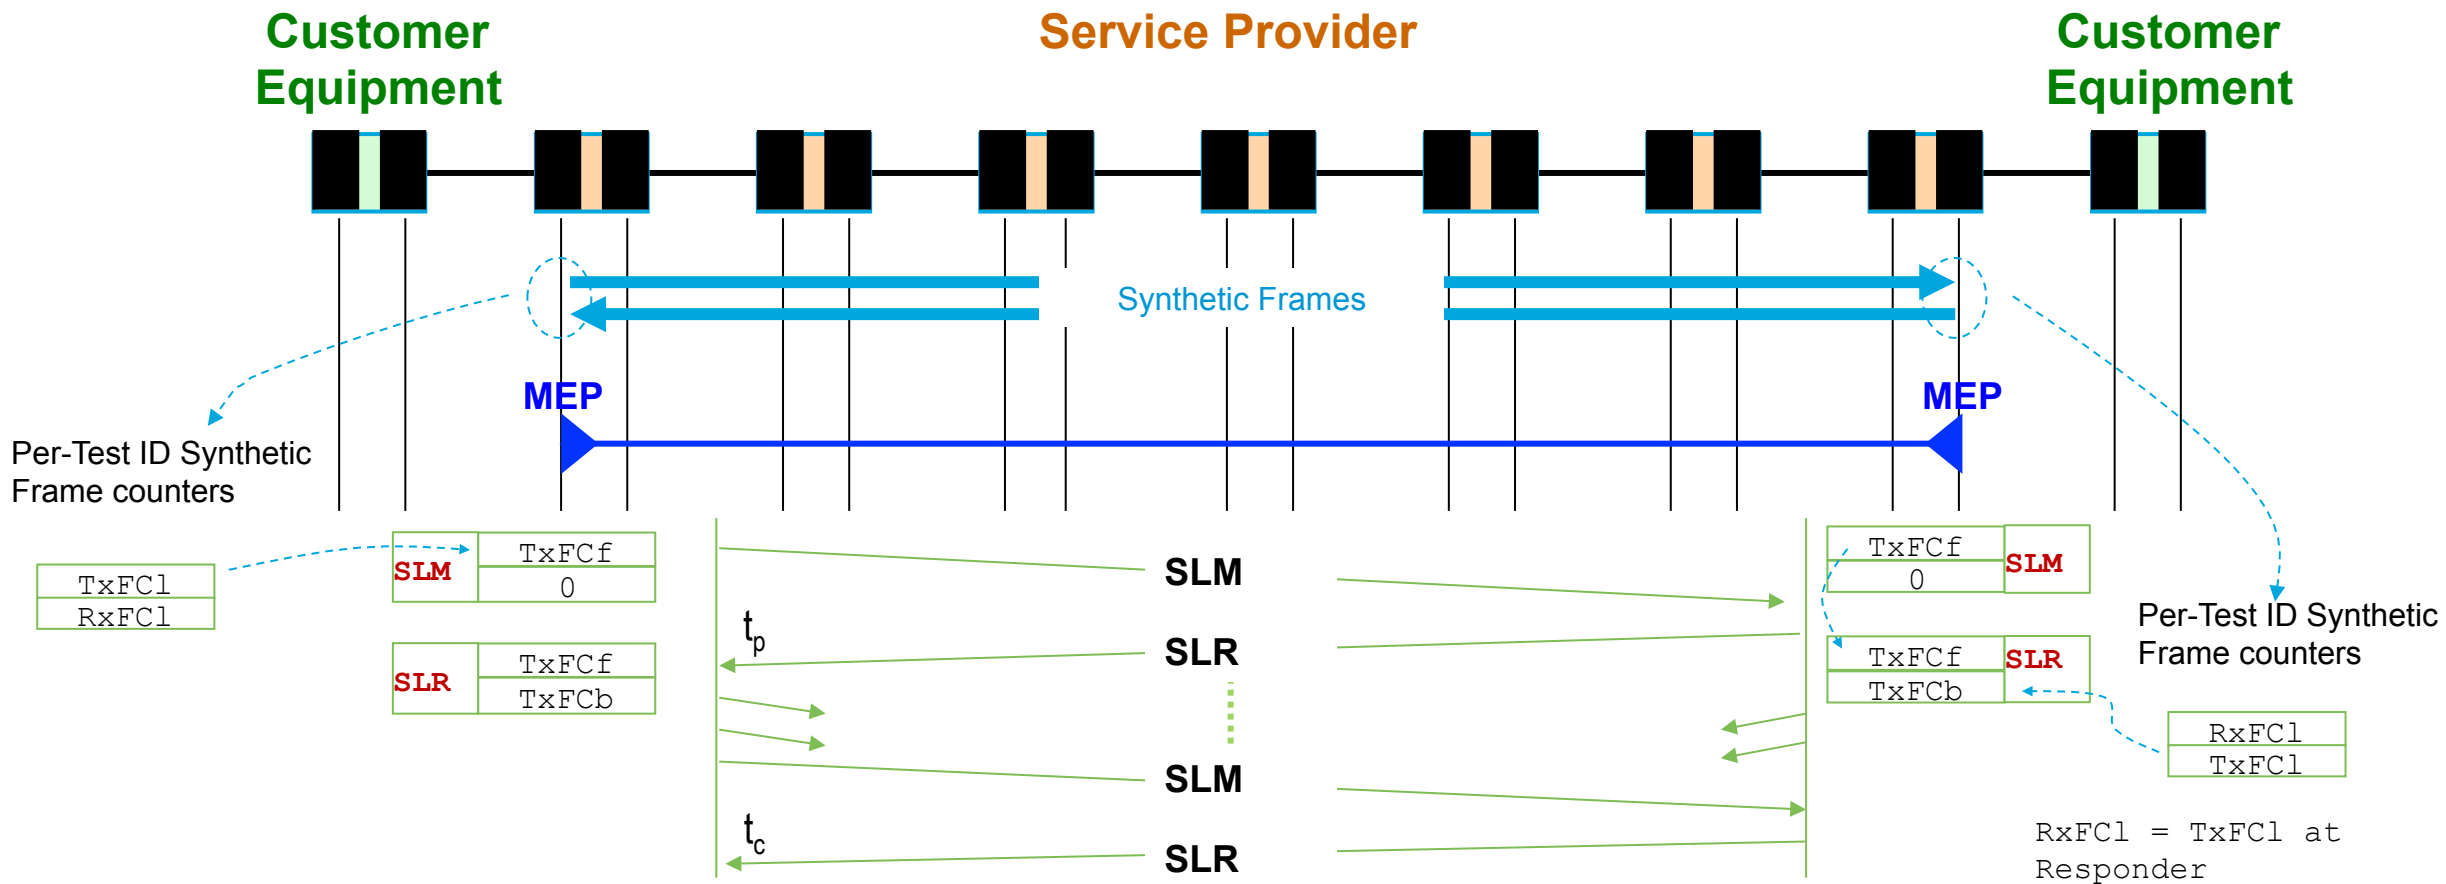 Customer
Equipment
Service Provider
Customer
Equipment
Synthetic Frames
MEP
MEP
Per-Test ID Synthetic
Frame counters
TxFCl
RxFCl
SLM
TxFCf
0
SLR
TxFCf
TxFCb
tp
SLM
SLR
SLM
tc
SLR
TxFCf
0
SLM
TxFCf
TxFCb
SLR
Per-Test ID Synthetic
Frame counters
RxFCl
TxFCl
RxFCl = TxFCl at
Responder